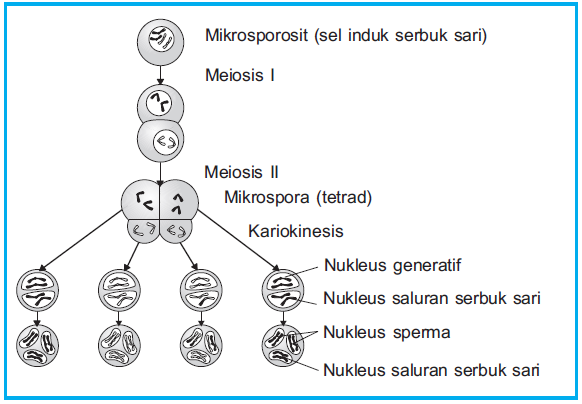 Mikrosporosit (sel induk serbuk sari)
Meiosis I
Meiosis II
Mikrospora (tetrad)
Kariokinesis
Nukleus generatif
Nukleus saluran serbuk sari
Nukleus sperma
Nukleus saluran serbuk sari